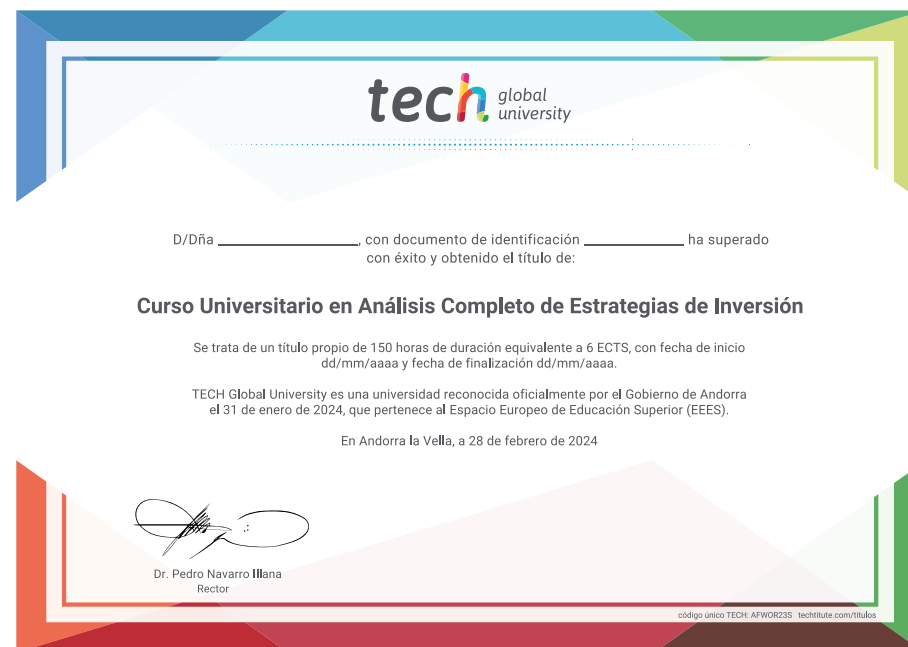 tech global university
D/Dña ______________, con documento de identificación __________ ha superado
con éxito y obtenido el título de:
Curso Universitario en Análisis Completo de Estrategias de Inversión
Se trata de un título propio de 150 horas de duración equivalente a 6 ECTS, con fecha de inicio
dd/mm/aaaa y fecha de finalización dd/mm/aaaa.
TECH Global University es una universidad reconocida oficialmente por el Gobierno de Andorra
el 31 de enero de 2024, que pertenece al Espacio Europeo de Educación Superior (EEES).
En Andorra la Vella, a 28 de febrero de 2024
Dr. Pedro Navarro Illana
Rector
código único TECH: AFWOR23S techtitute.com/titulos